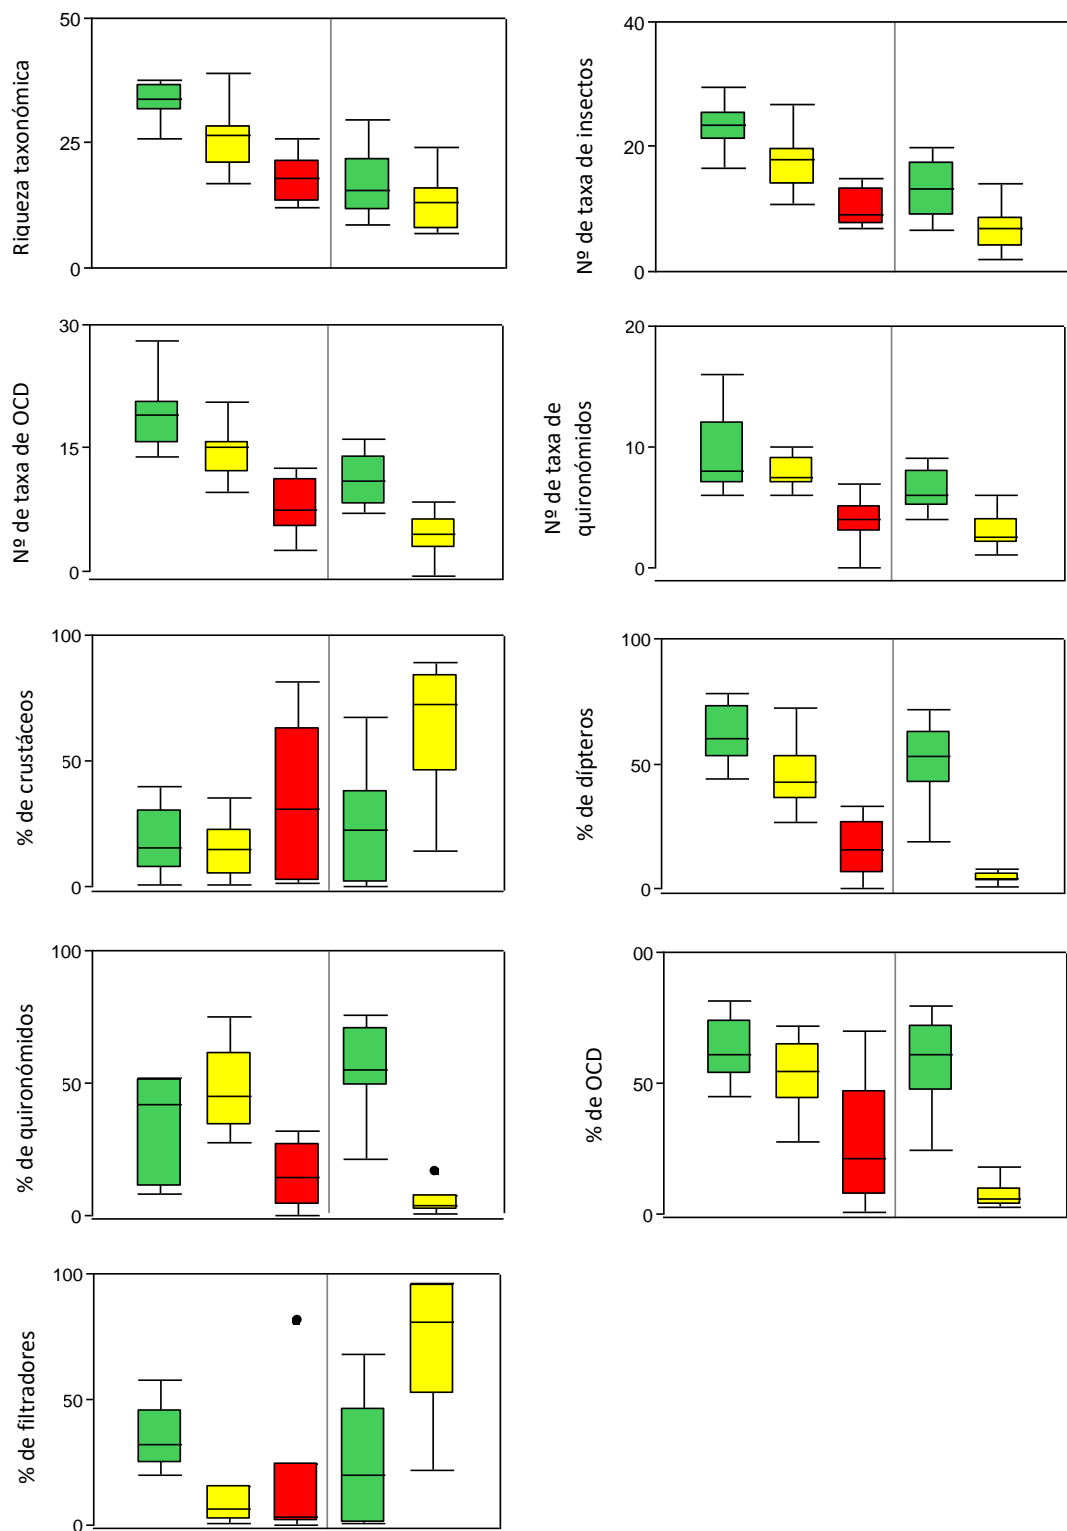 50
25
0
Riqueza taxonómica
40
20
0
Nº de taxa de insectos
30
15
0
Nº de taxa de OCD
20
10
0
Nº de taxa de
quironómidos
100
50
0
% de crustáceos
100
50
0
% de dípteros
100
50
0
% de quironómidos
00
50
0
% de OCD
100
50
0
% de filtradores